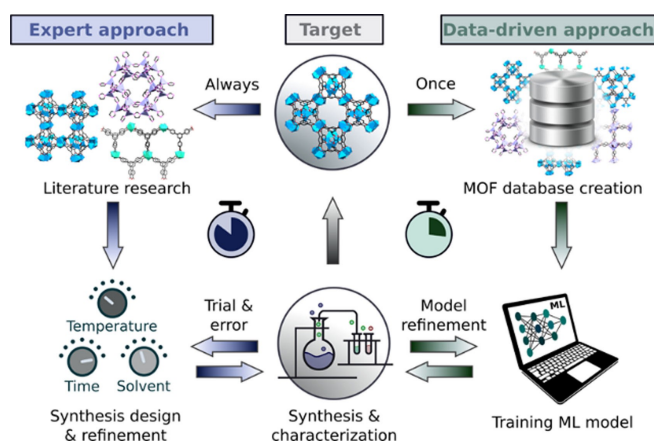 Expert approach
Target
Data-driven approach
Always
Once
Literature research
MOF database creation
Temperature
Time
Solvent
Trial &
error
Model
refinement
ML
Synthesis design
& refinement
Synthesis &
characterization
Training ML model